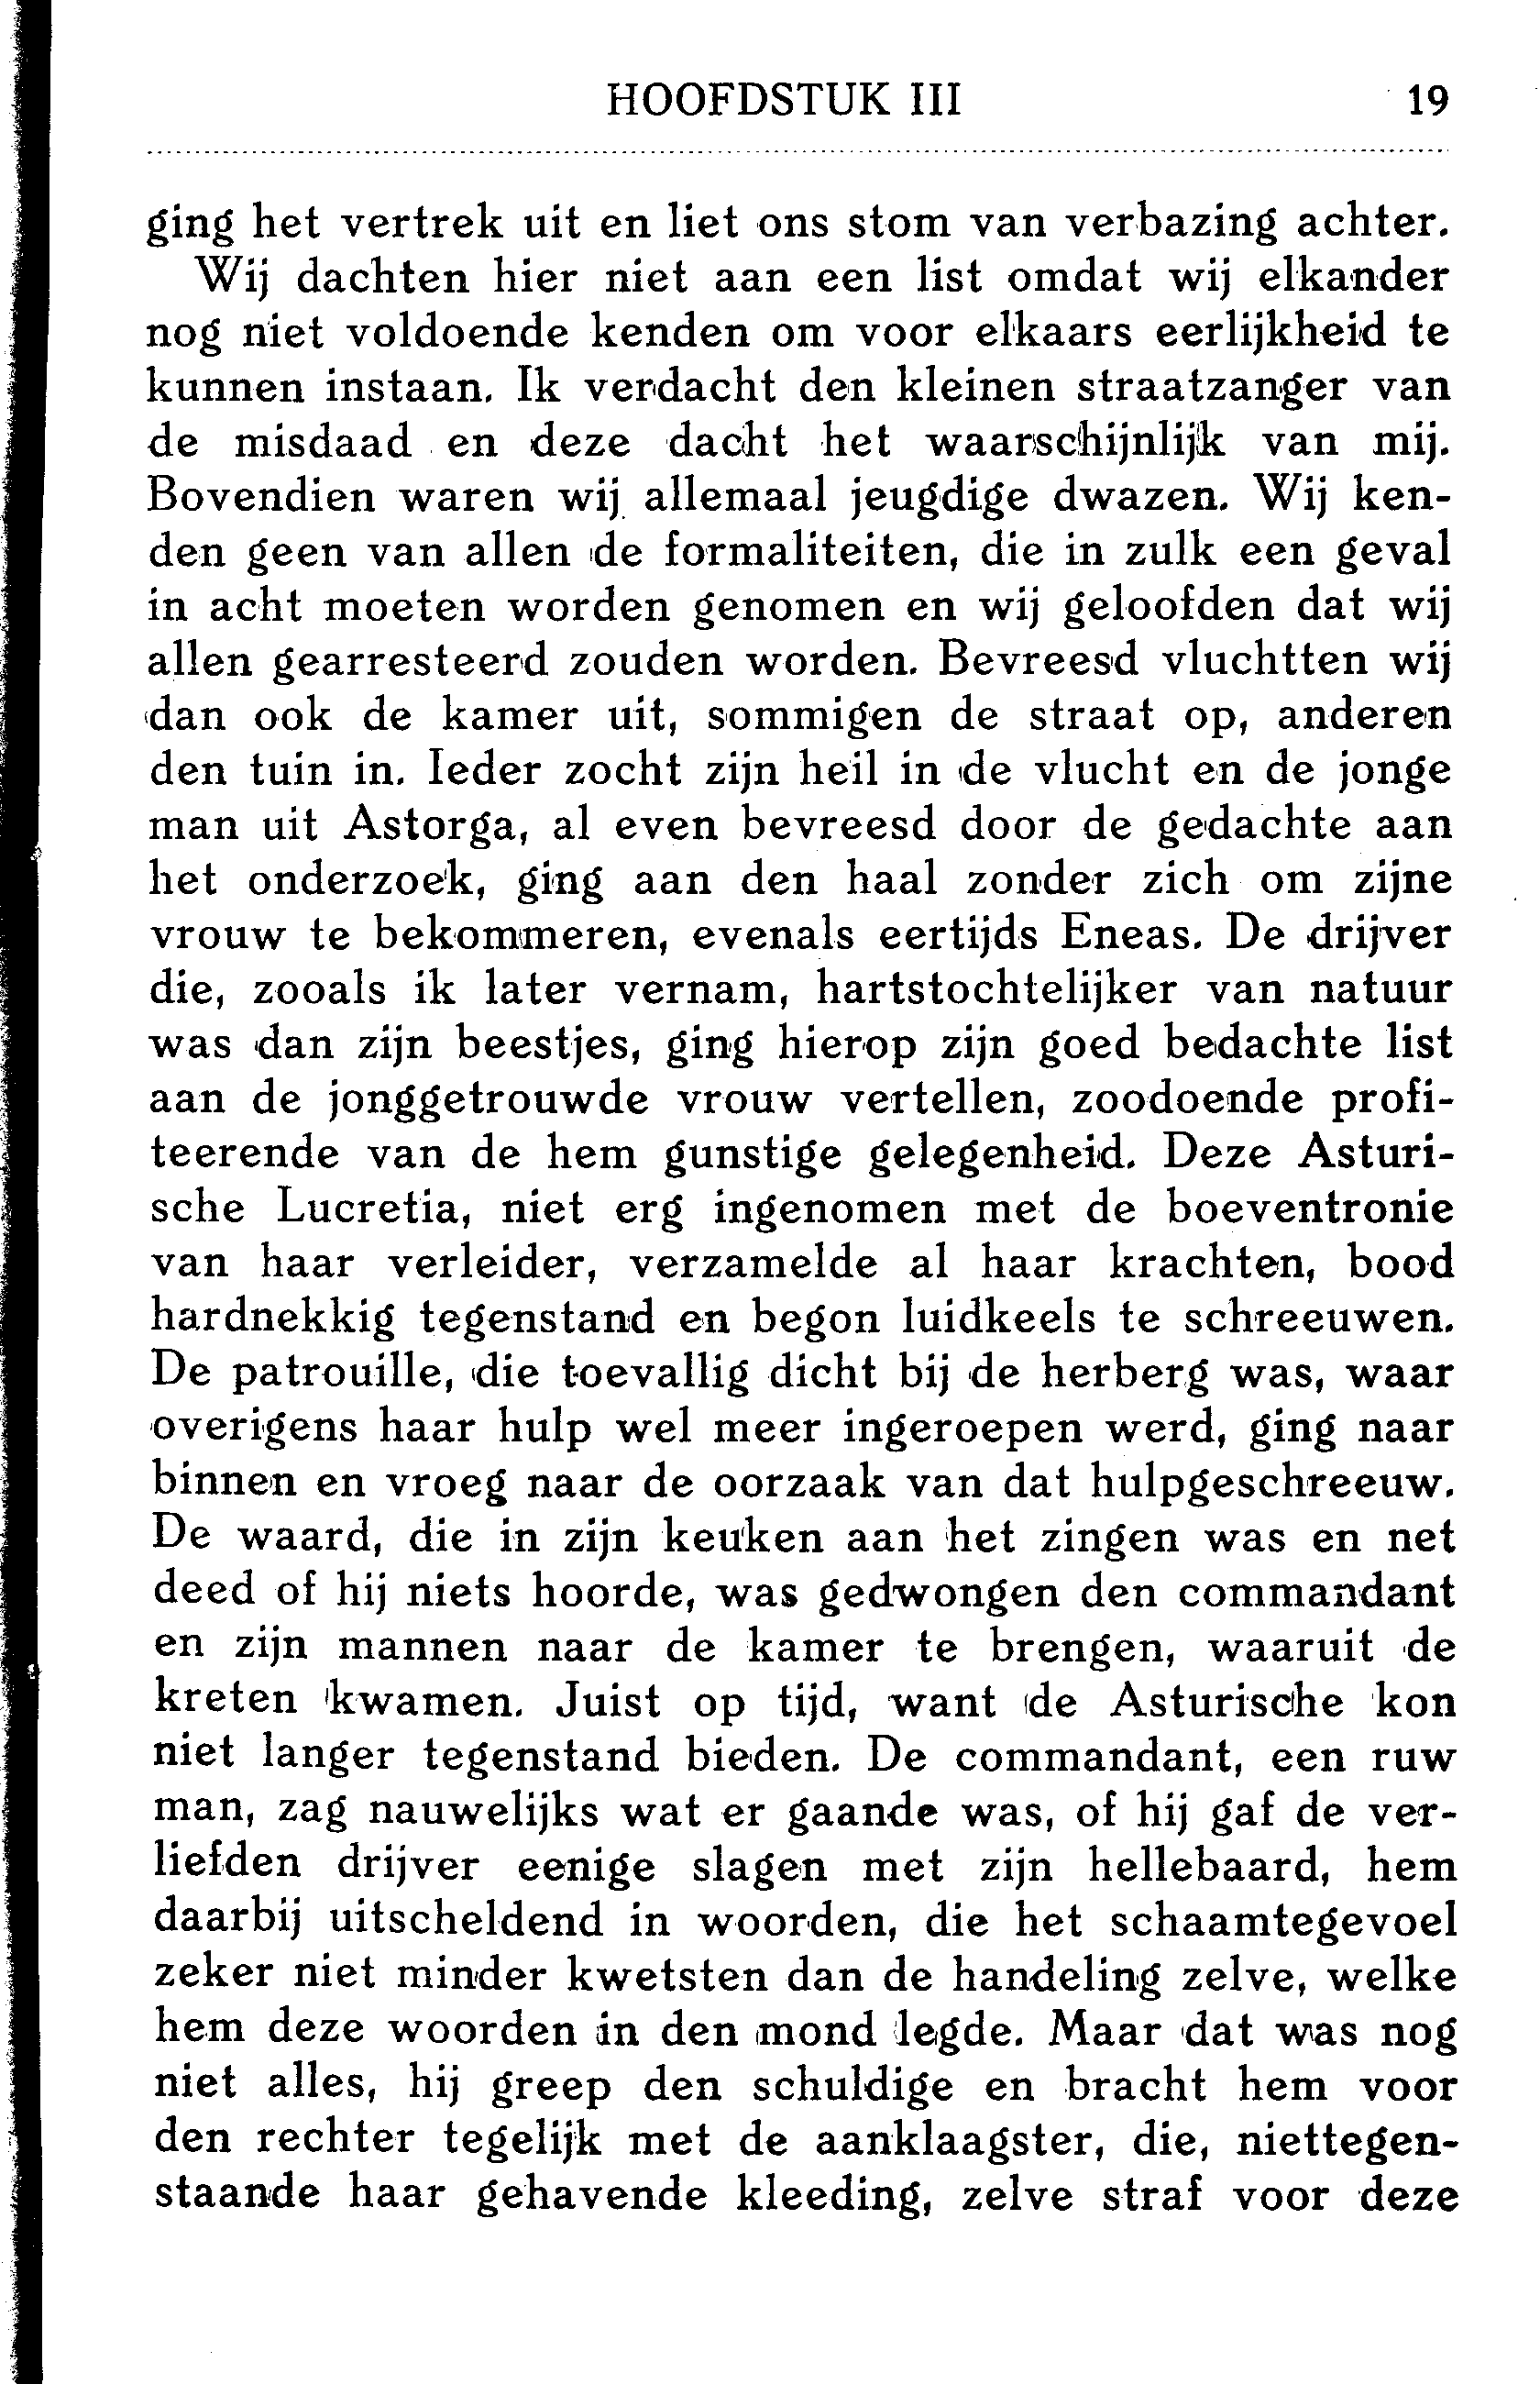 HOOFDSTUK III 19
ging het vertrek uit en liet ons stom van verbazing achter.
Wij dachten hier niet aan een list omdat wij elkander
nog niet voldoende kenden om voor elkaars eerlijkheid te
kunnen instaan. Ik verdacht den kleinen straatzanger van
de misdaad en deze dacht het waarschijnlijk van mij.
Bovendien waren wij allemaal jeugdige dwazen. Wij ken-
den geen van allen de formaliteiten, die in zulk een geval
in acht moeten worden genomen en wij geloofden dat wij
allen gearresteerd zouden worden. Bevreesd vluchtten wij
dan ook de kamer uit, sommigen de straat op, anderen
den tuin in. Ieder zocht zijn heil in de vlucht en de jonge
man uit Astorga, al even bevreesd door de gedachte aan
het onderzoek, ging aan den haal zonder zich om zijne
vrouw te bekommeren, evenals eertijds Eneas. De drijver
die, zooals ik later vernam, hartstochtelijker van natuur
was dan zijn beestjes, ging hierop zijn goed bedachte list
aan de jonggetrouwde vrouw vertellen, zoodoende profi-
teerende van de hem gunstige gelegenheid. Deze Asturi-
sche Lucretia, niet erg ingenomen met de boeventronie
van haar verleider, verzamelde al haar krachten, bood
hardnekkig tegenstand en begon luidkeels te schreeuwen.
De patrouille, die toevallig dicht bij de herberg was, waar
overigens haar hulp wel meer ingeroepen werd, ging naar
binnen en vroeg naar de oorzaak van dat hulpgeschreeuw.
De waard, die in zijn keuken aan het zingen was en net
deed of hij niets hoorde, was gedwongen den commandant
en zijn mannen naar de kamer te brengen, waaruit de
kreten kwamen. Juist op tijd, want de Asturische kon
niet langer tegenstand bieden. De commandant, een ruw
man, zag nauwelijks wat er gaande was, of hij gaf de ver-
liefden drijver eenige slagen met zijn hellebaard, hem
daarbij uitscheldend in woorden, die het schaamtegevoel
zeker niet minder kwetsten dan de handeling zelve, welke
hem deze woorden in den mond legde. Maar dat was nog
niet alles, hij greep den schuldige en bracht hem voor
den rechter tegelijk met de aanklaagster, die, niettegen-
staande haar gehavende kleeding, zelve straf voor deze